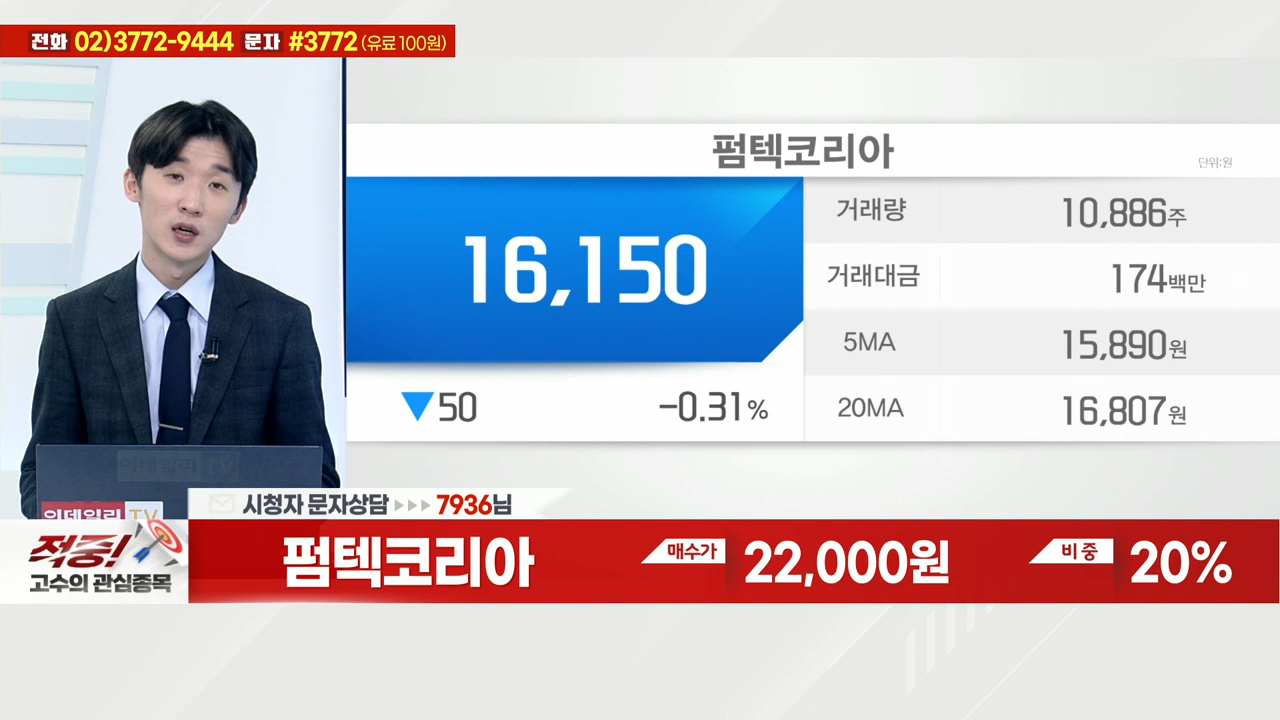 전화 02)3772-9444 문자 #3772 (유료 100원)
펌텍코리아
단위:원
16,150
▼50 -0.31%
거래량 10,886주
거래대금 174백만
5MA 15,890원
20MA 16,807원
이데일리 TV
이데일리 TV
시청자 문자상담 ▶▶▶ 7936님
적중!
고수의 관심종목
펌텍코리아 매수가 22,000원 비중 20%